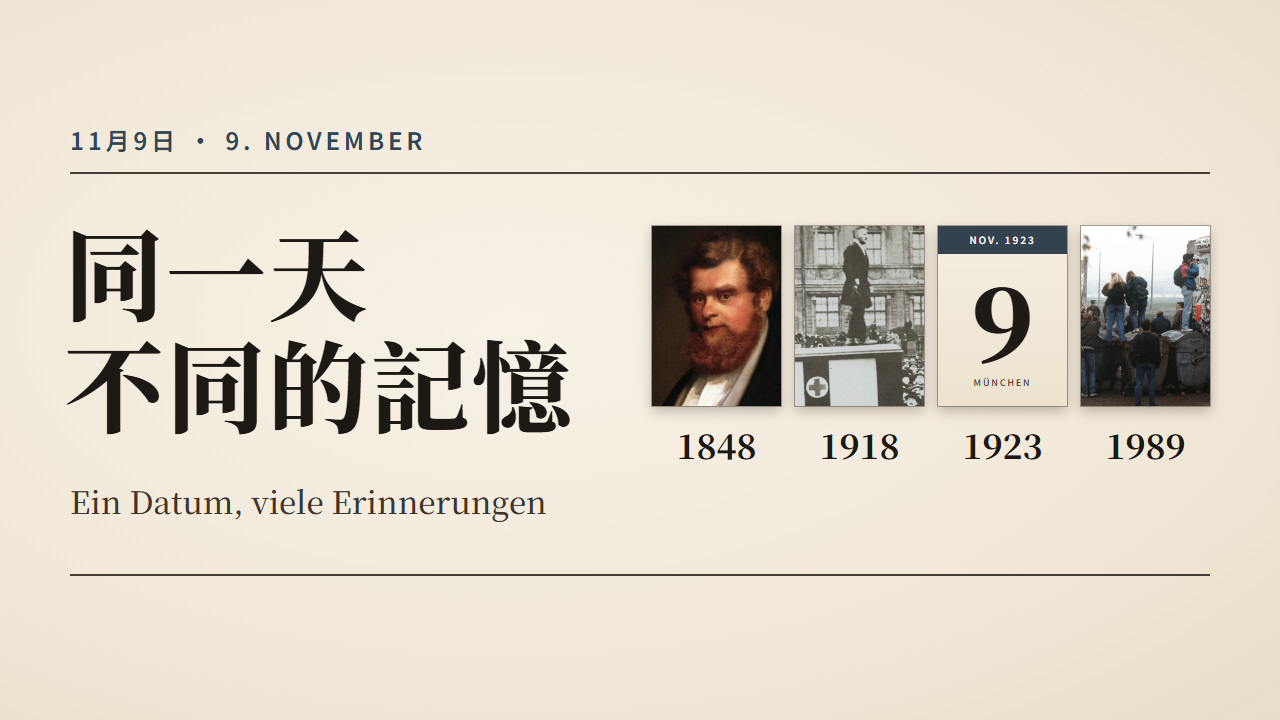 11月9日 • 9. NOVEMBER
同一天
不同的記憶
Ein Datum, viele Erinnerungen
NOV. 1923
9
MÜNCHEN
1848
1918
1923
1989